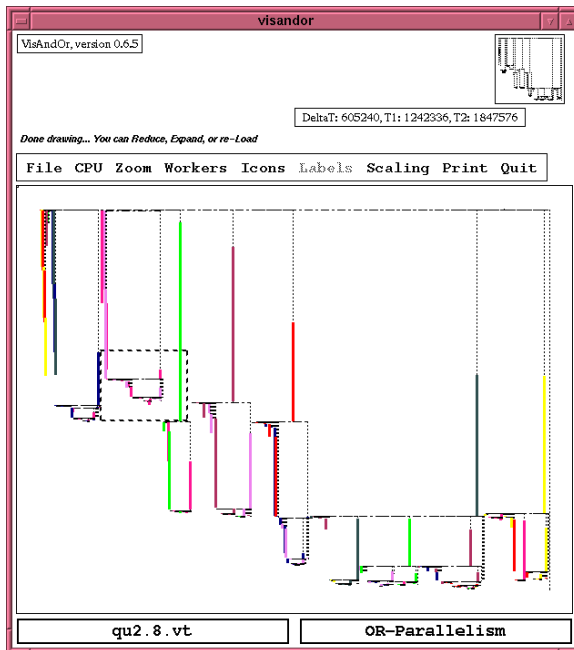 visandor
VisAndOr, version 0.6.5
DeltaT: 605240, T1: 1242336, T2: 1847576
Done drawing... You can Reduce, Expand, or re-Load
File CPU Zoom Workers Icons Labels Scaling Print Quit
qu2.8.vt OR-Parallelism